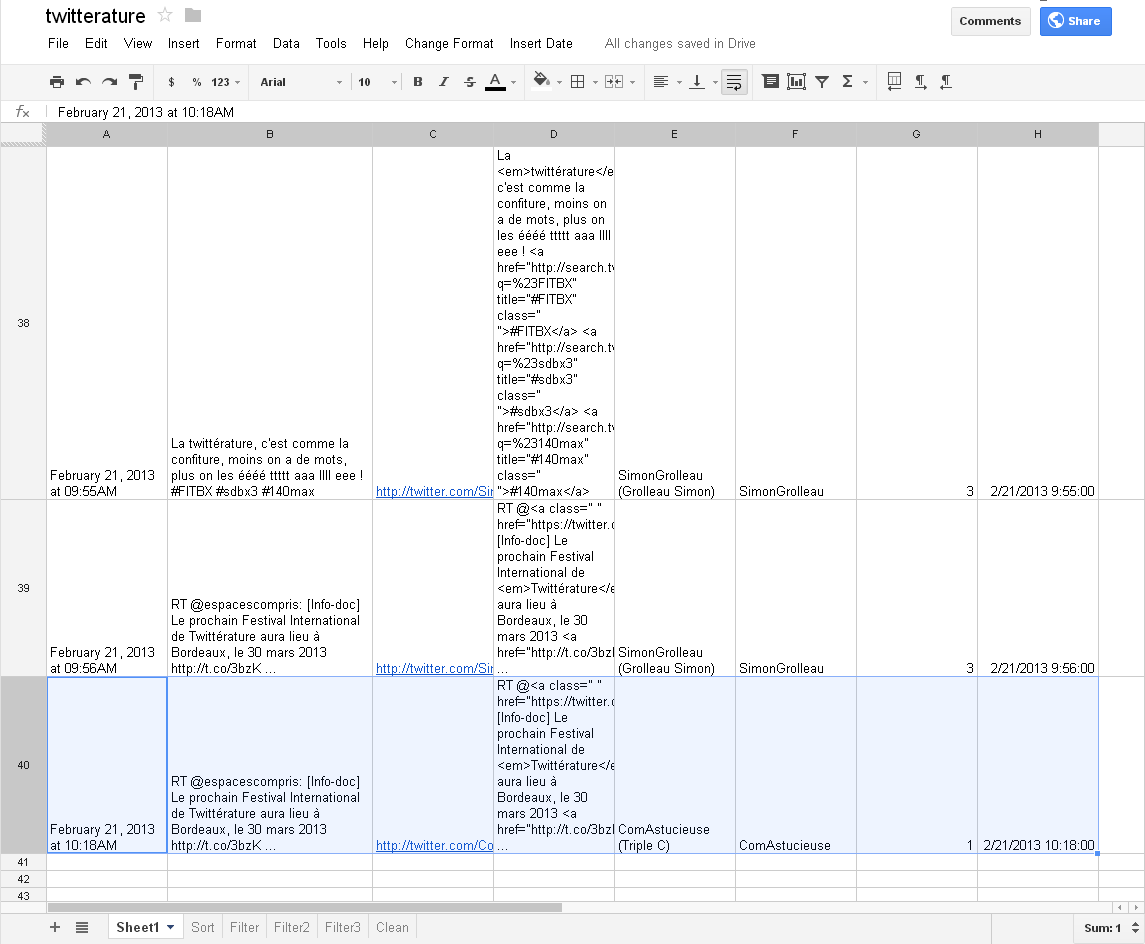 twitterature
Comments
Share
File Edit View Insert Format Data Tools Help Change Format Insert Date All changes saved in Drive
$ % 123 Arial 10 B I S A Σ
fx February 21, 2013 at 10:18AM
A B C D E F G H
38
February 21, 2013
at 09:55AM
La twittérature, c'est comme la
confiture, moins on a de mots,
plus on les éééé ttttt aaa llll eee !
#FITBX #sdbx3 #140max
http://twitter.com/Sir
La
<em>twittérature</e
c'est comme la
confiture, moins on
a de mots, plus on
les éééé ttttt aaa llll
eee ! <a
href="http://search.tw
q=%23FITBX"
title="#FITBX"
class="
">#FITBX</a> <a
href="http://search.tw
q=%23sdbx3"
title="#sdbx3"
class="
">#sdbx3</a> <a
href="http://search.tw
q=%23140max"
title="#140max"
class="
">#140max</a>
SimonGrolleau
(Grolleau Simon)
SimonGrolleau
3
2/21/2013 9:55:00
39
February 21, 2013
at 09:56AM
RT @espacescompris: [Info-doc]
Le prochain Festival International
de Twittérature aura lieu à
Bordeaux, le 30 mars 2013
http://t.co/3bzK ...
http://twitter.com/Sir
RT @<a class=" "
href="https://twitter.c
[Info-doc] Le
prochain Festival
International de
<em>Twittérature</e
aura lieu à
Bordeaux, le 30
mars 2013 <a
href="http://t.co/3bzl
...
SimonGrolleau
(Grolleau Simon)
SimonGrolleau
3
2/21/2013 9:56:00
40
February 21, 2013
at 10:18AM
RT @espacescompris: [Info-doc]
Le prochain Festival International
de Twittérature aura lieu à
Bordeaux, le 30 mars 2013
http://t.co/3bzK ...
http://twitter.com/Co
RT @<a class=" "
href="https://twitter.c
[Info-doc] Le
prochain Festival
International de
<em>Twittérature</e
aura lieu à
Bordeaux, le 30
mars 2013 <a
href="http://t.co/3bzl
...
ComAstucieuse
(Triple C)
ComAstucieuse
1
2/21/2013 10:18:00
41
42
43
+ Sheet1 Sort Filter Filter2 Filter3 Clean
Sum: 1